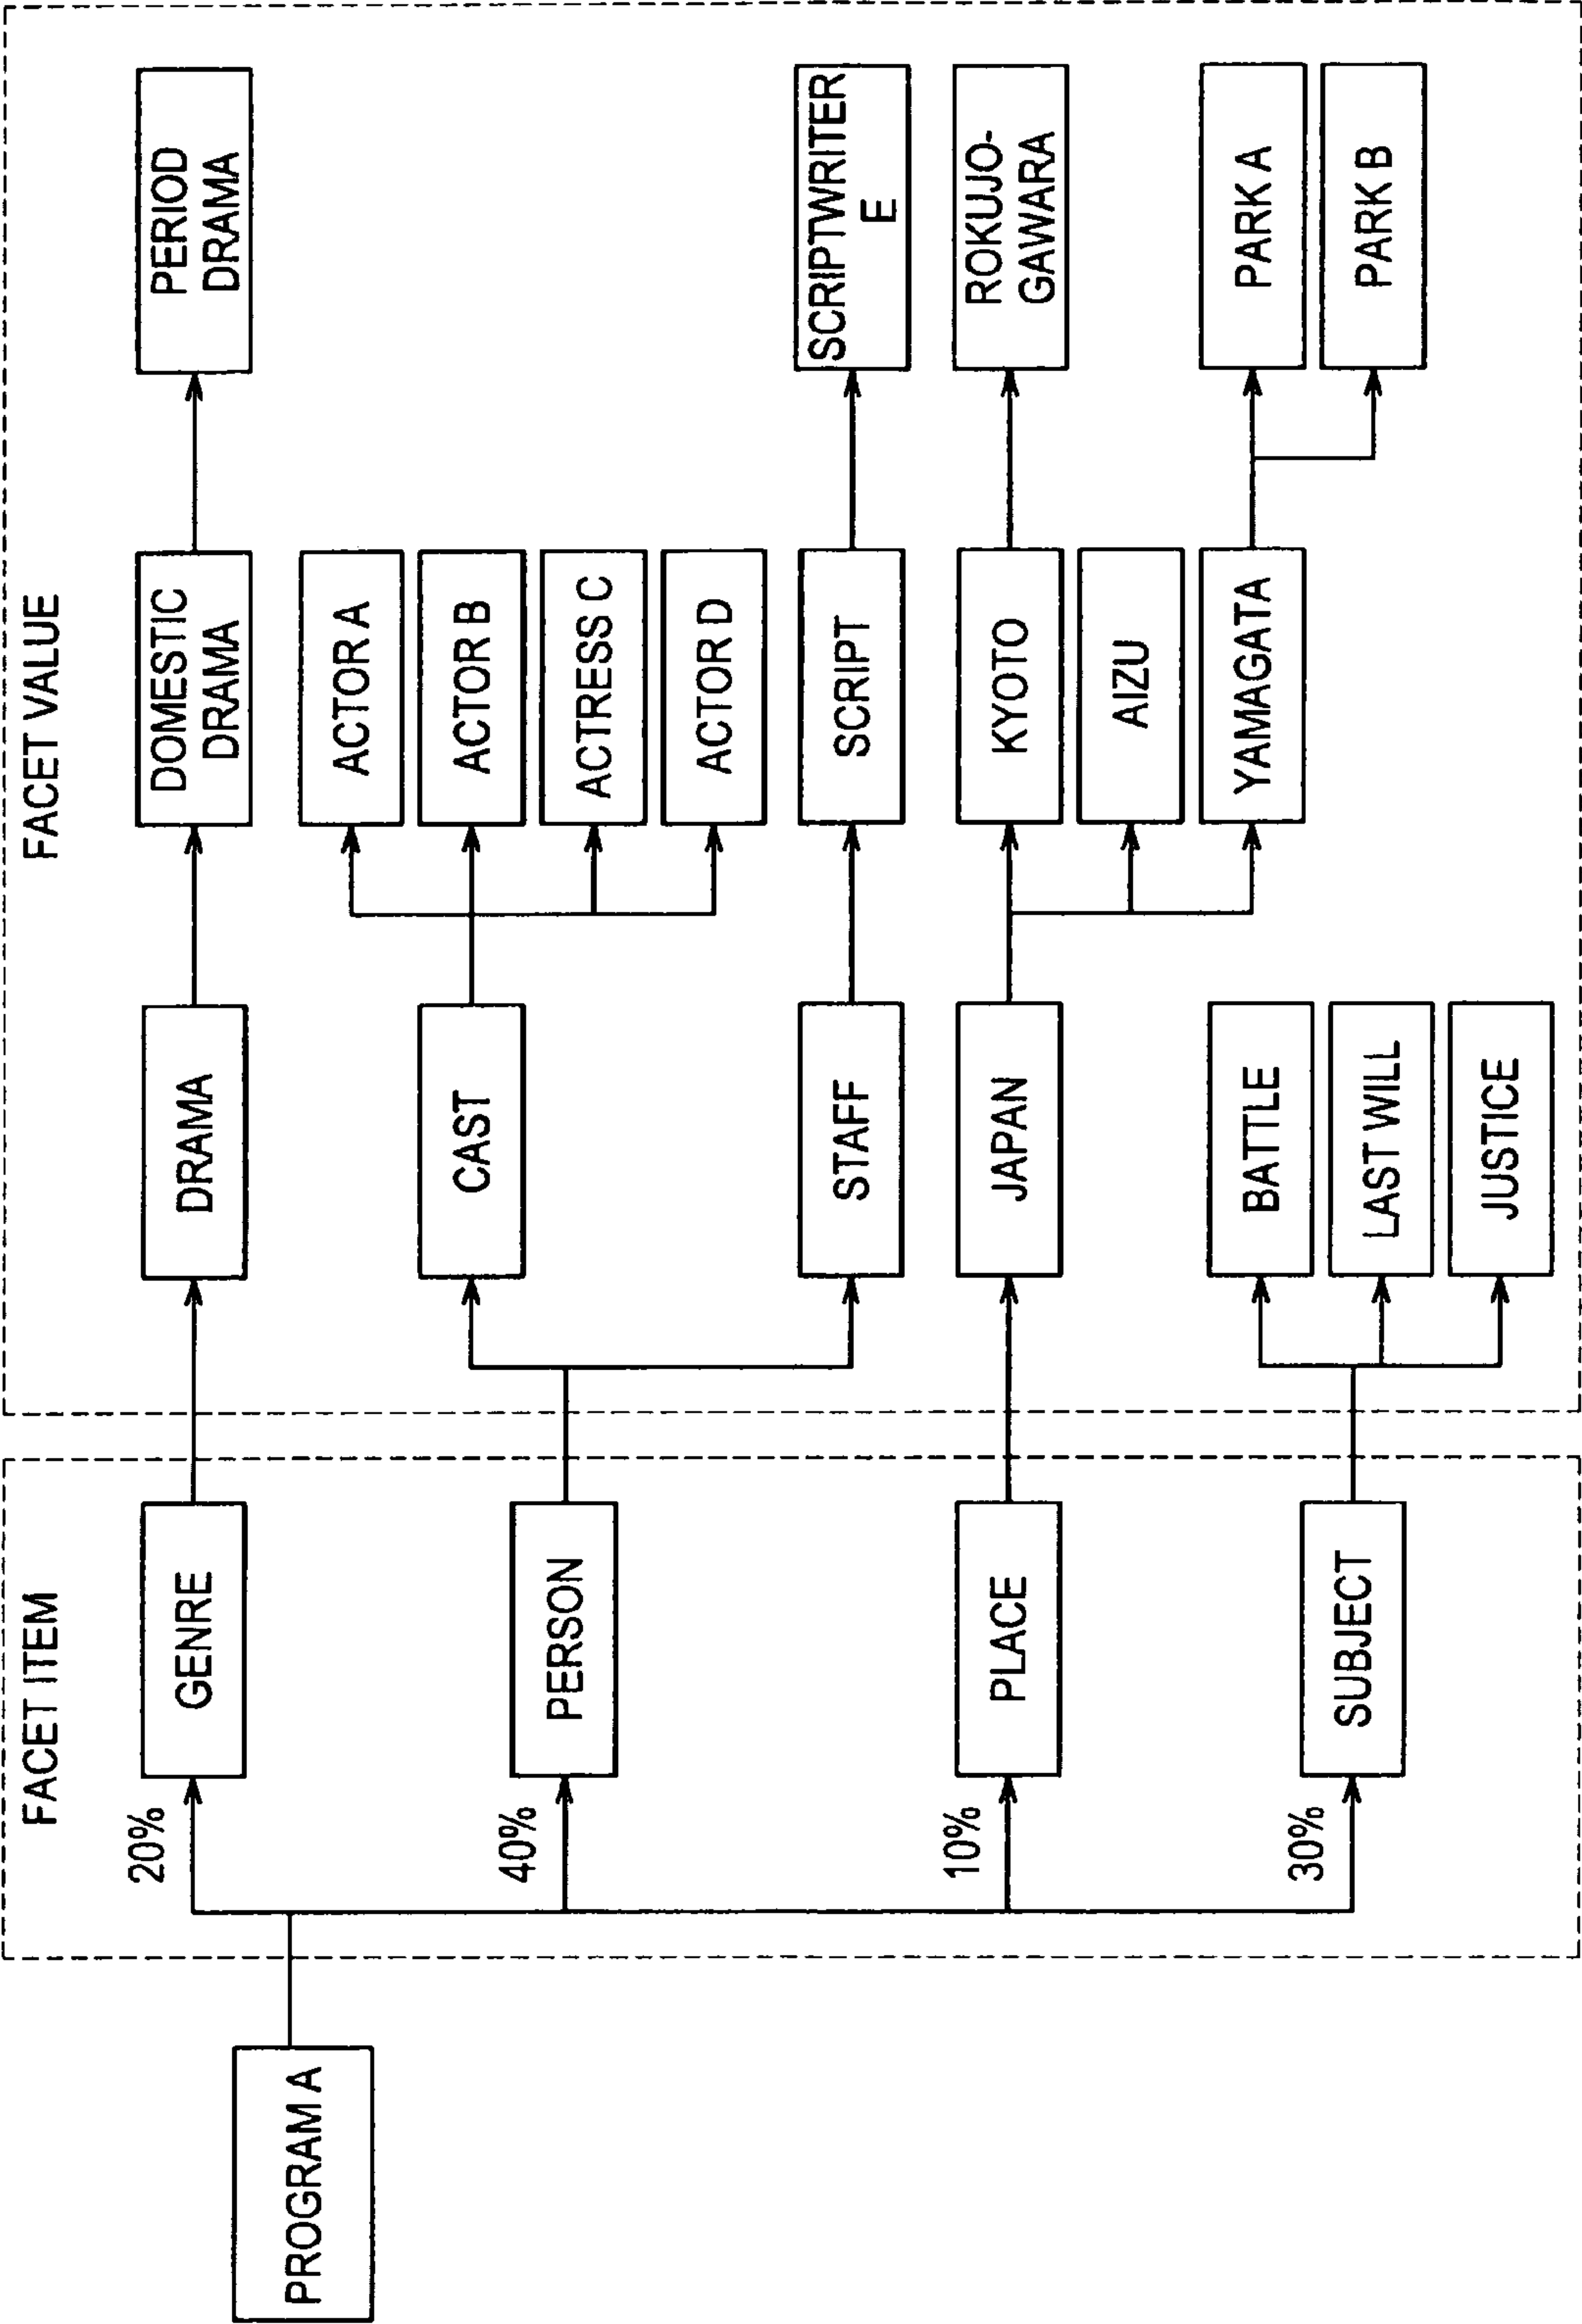 FACET ITEM
FACET VALUE
PROGRAM A
20%
GENRE
DRAMA
DOMESTIC
DRAMA
PERIOD
DRAMA
40%
PERSON
CAST
ACTOR A
ACTOR B
ACTRESS C
ACTOR D
STAFF
SCRIPT
SCRIPTWRITER
E
10%
PLACE
JAPAN
KYOTO
ROKUJO-
GAWARA
AIZU
YAMAGATA
PARK A
PARK B
30%
SUBJECT
BATTLE
LAST WILL
JUSTICE